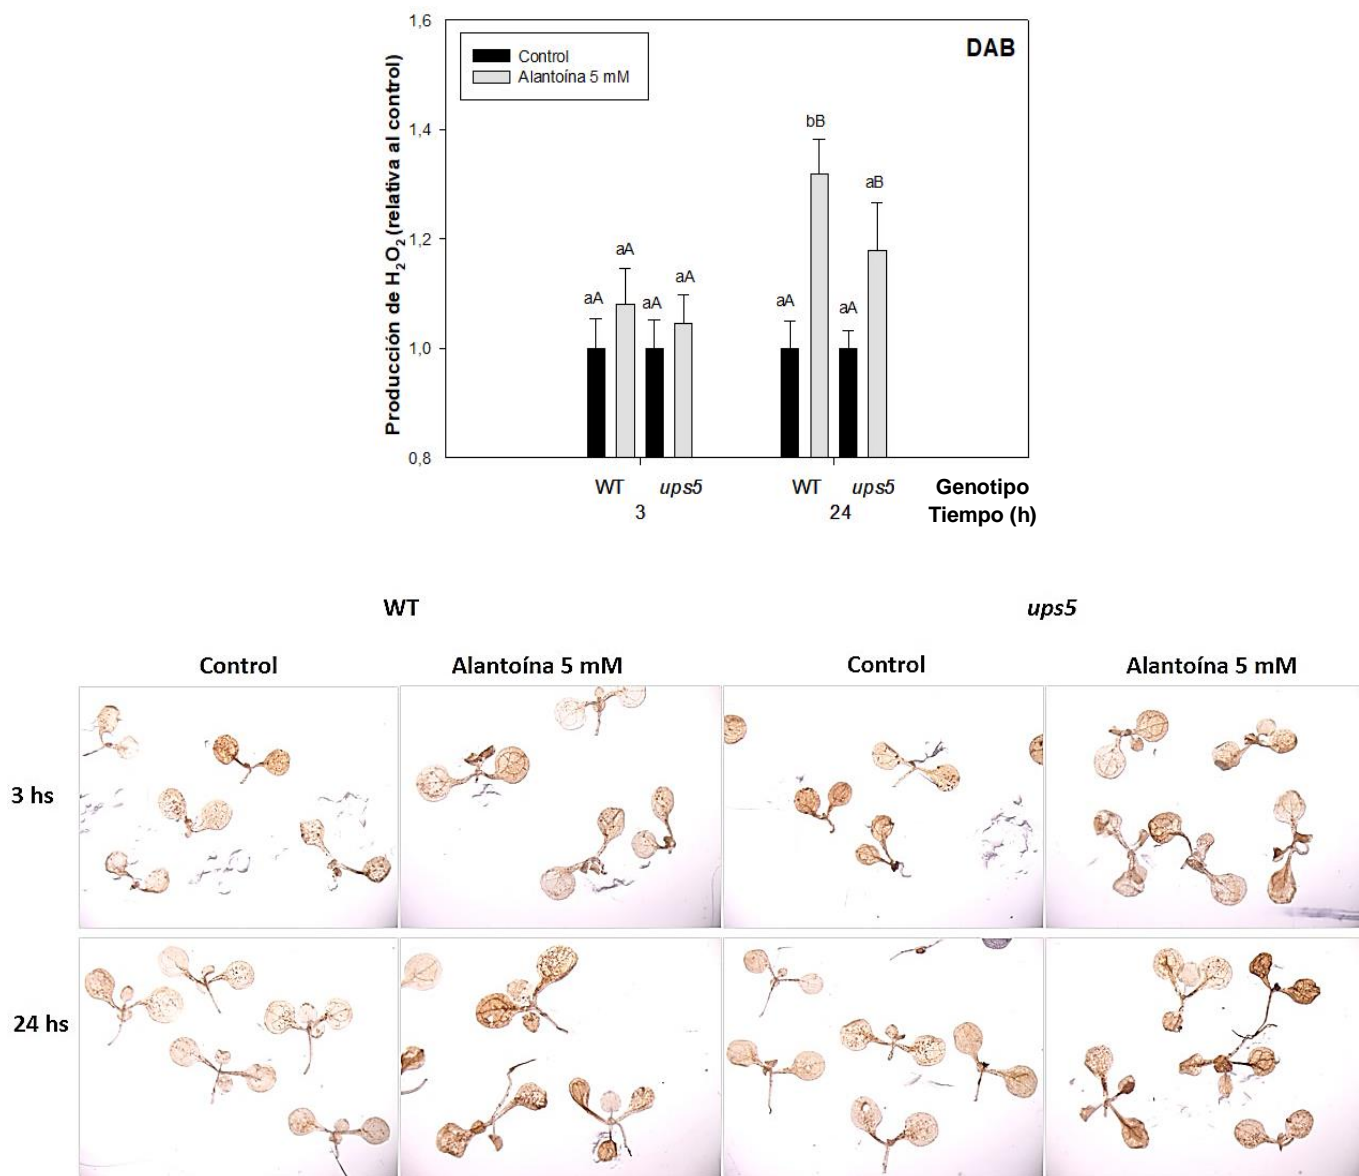 1,6
1,4
1,2
1,0
0,8
Producción de H₂O₂ (relativa al control)
Control
Alantoína 5 mM
DAB
aA
aA
aA
aA
aA
bB
aA
aB
WT ups5 WT ups5 Genotipo
3 24 Tiempo (h)
WT ups5
Control Alantoína 5 mM Control Alantoína 5 mM
3 hs
24 hs